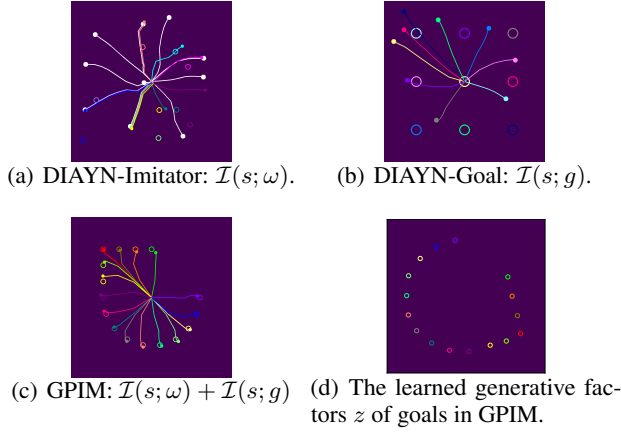 (a) DIAYN-Imitator: I(s; ω).
(b) DIAYN-Goal: I(s; g).
(c) GPIM: I(s; ω) + I(s; g)
(d) The learned generative fac-
tors z of goals in GPIM.